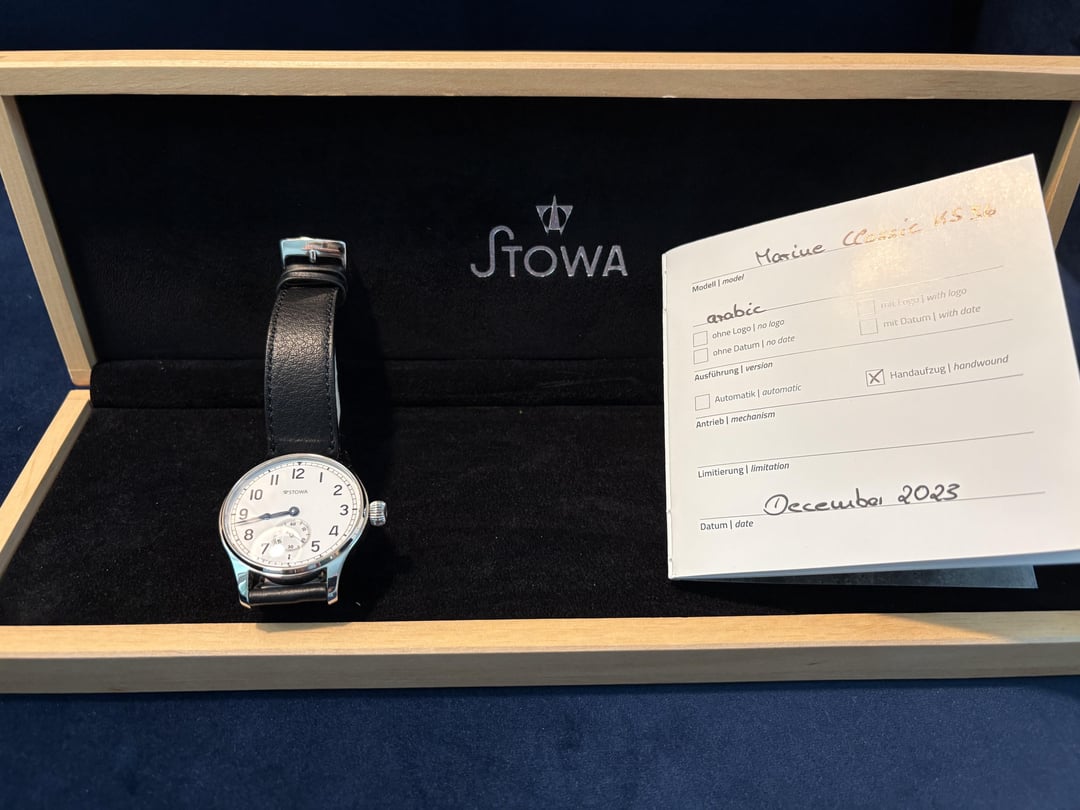 STOWA
Marine Classic
Modell | model
arabic
ohne Logo | no logo
mit Logo | with logo
ohne Datum | no date
mit Datum | with date
Ausführung | version
Automatik | automatic
Handaufzug | handwound
Antrieb | mechanism
Limitierung | limitation
December 2023
Datum | date
12
1
2
3
4
5
7
8
9
10
11
STOWA